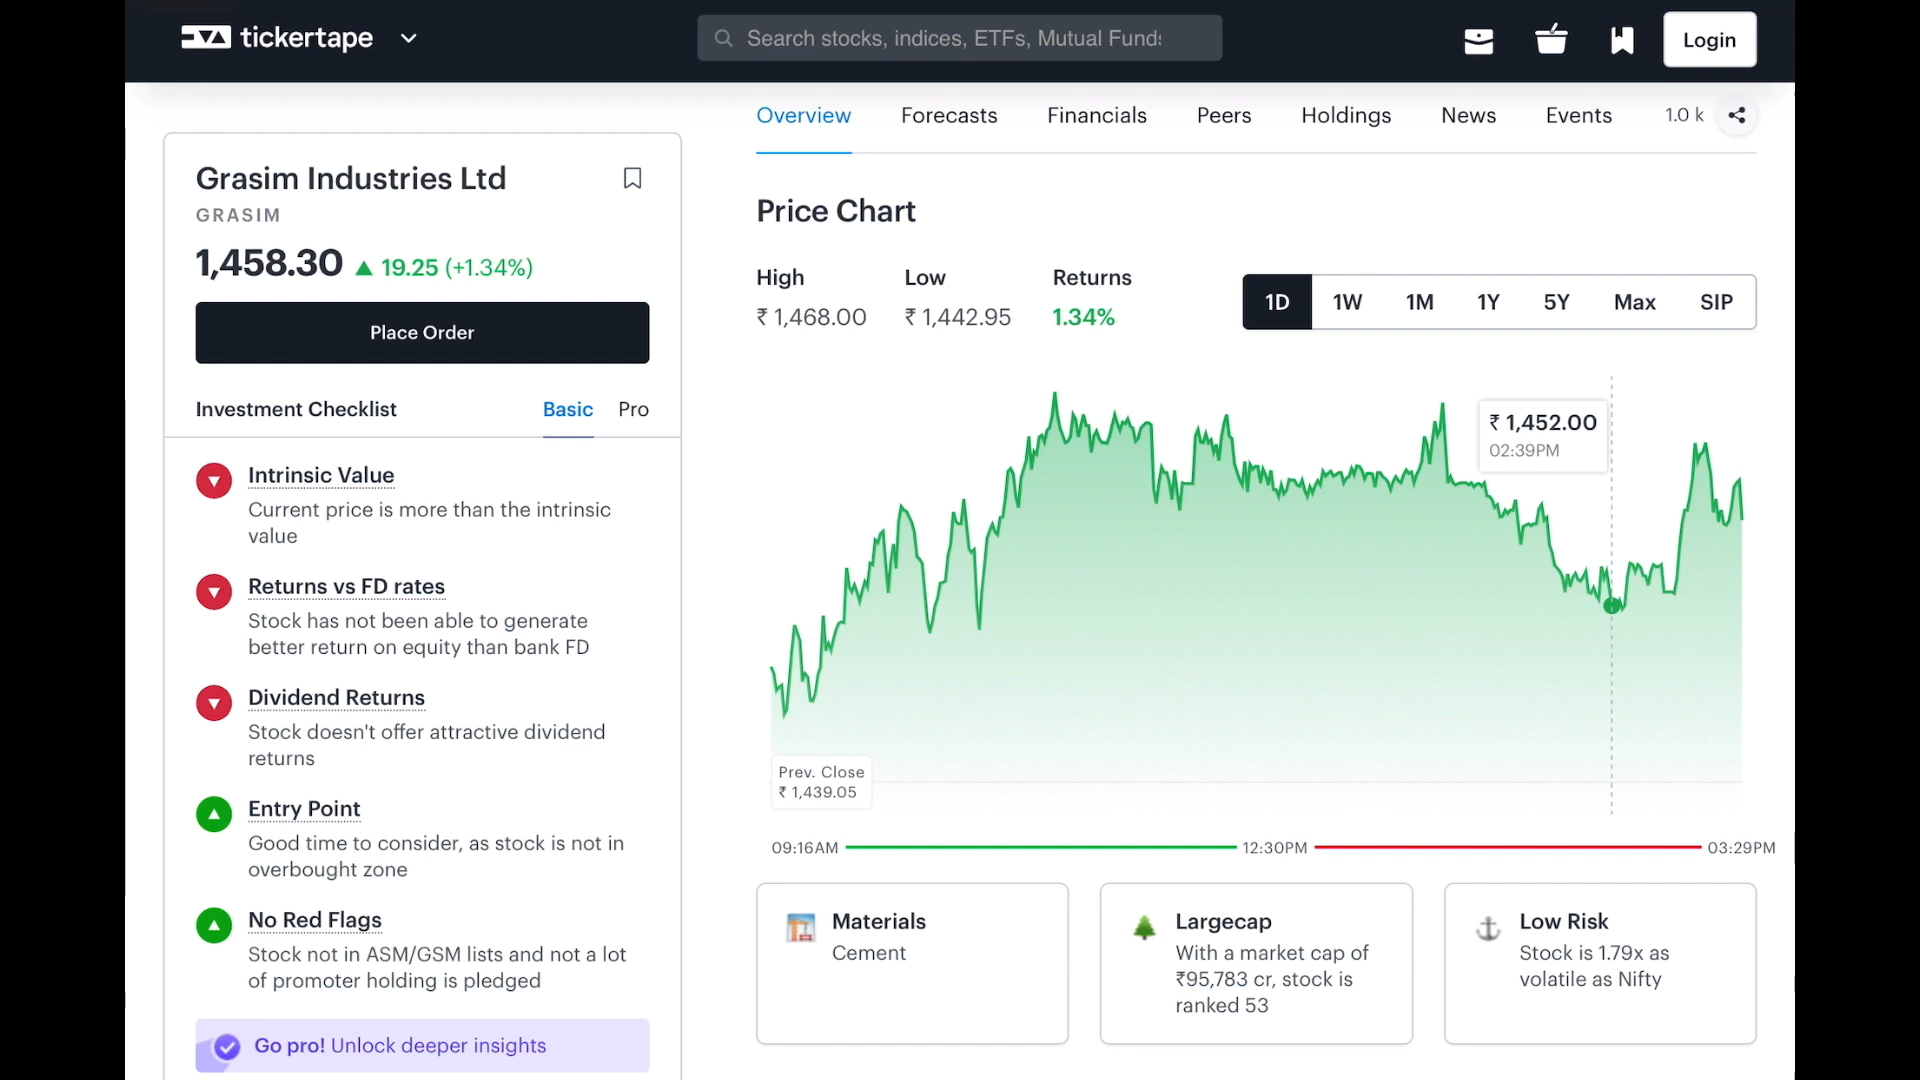 tickertape
Search stocks, indices, ETFs, Mutual Funds
Login
Grasim Industries Ltd
GRASIM
1,458.30 ▲ 19.25 (+1.34%)
Place Order
Investment Checklist Basic Pro
Intrinsic Value
Current price is more than the intrinsic
value
Returns vs FD rates
Stock has not been able to generate
better return on equity than bank FD
Dividend Returns
Stock doesn't offer attractive dividend
returns
Entry Point
Good time to consider, as stock is not in
overbought zone
No Red Flags
Stock not in ASM/GSM lists and not a lot
of promoter holding is pledged
Go pro! Unlock deeper insights
Overview Forecasts Financials Peers Holdings News Events 1.0 k
Price Chart
High Low Returns
₹ 1,468.00 ₹ 1,442.95 1.34%
1D 1W 1M 1Y 5Y Max SIP
₹ 1,452.00
02:39PM
Prev. Close
₹ 1,439.05
09:16AM 12:30PM 03:29PM
Materials
Cement
Largecap
With a market cap of
₹95,783 cr, stock is
ranked 53
Low Risk
Stock is 1.79x as
volatile as Nifty